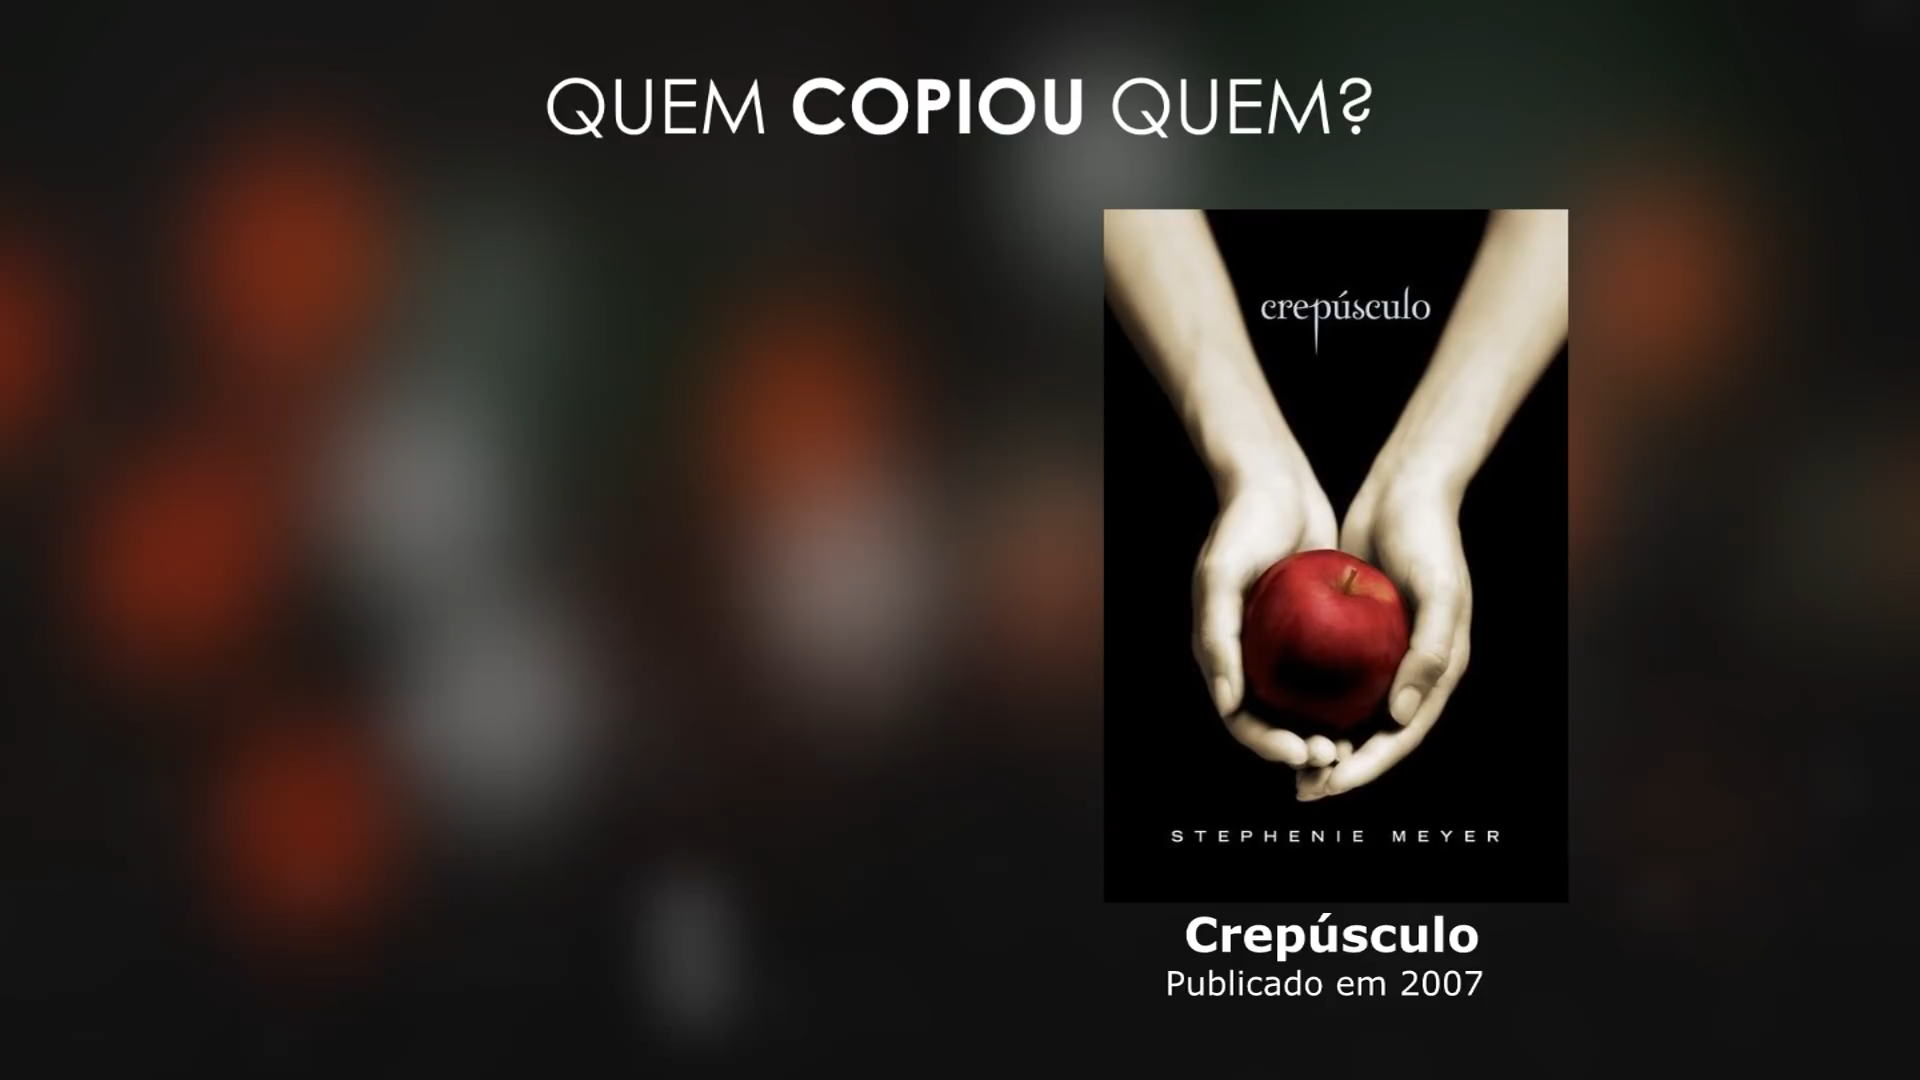 QUEM COPIOU QUEM?
crepúsculo
STEPHENIE MEYER
Crepúsculo
Publicado em 2007